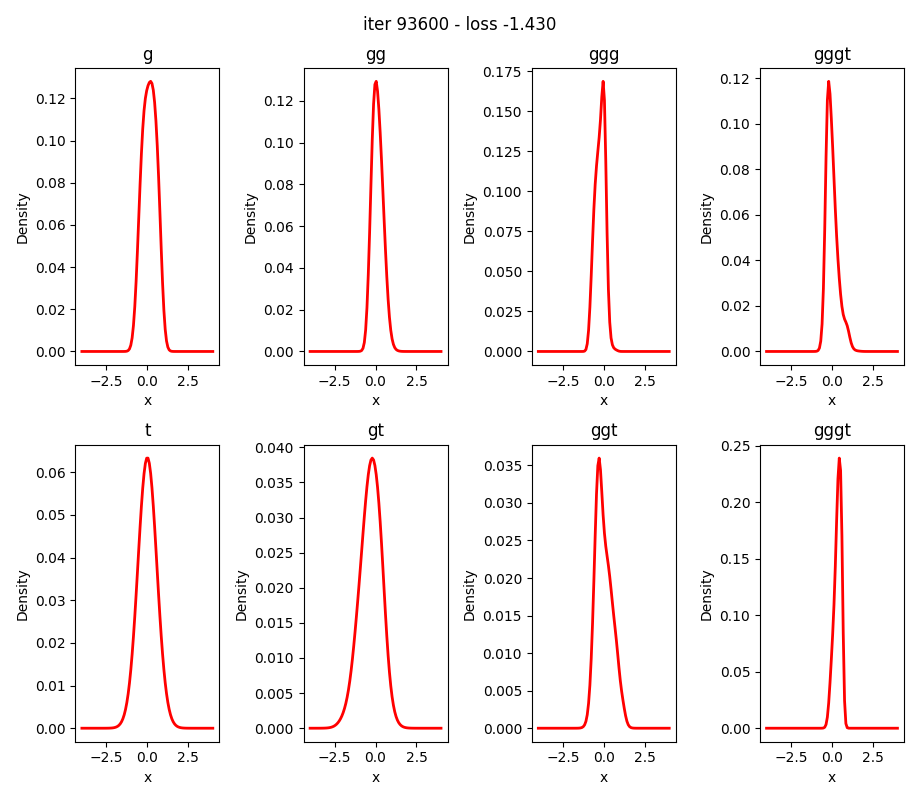 iter 93600 - loss -1.430
g
gg
ggg
gggt
0.12
0.10
0.08
0.06
0.04
0.02
0.00
Density
−2.5 0.0 2.5
x
0.12
0.10
0.08
0.06
0.04
0.02
0.00
Density
−2.5 0.0 2.5
x
0.175
0.150
0.125
0.100
0.075
0.050
0.025
0.000
Density
−2.5 0.0 2.5
x
0.12
0.10
0.08
0.06
0.04
0.02
0.00
Density
−2.5 0.0 2.5
x
t
gt
ggt
gggt
0.06
0.05
0.04
0.03
0.02
0.01
0.00
Density
−2.5 0.0 2.5
x
0.040
0.035
0.030
0.025
0.020
0.015
0.010
0.005
0.000
Density
−2.5 0.0 2.5
x
0.035
0.030
0.025
0.020
0.015
0.010
0.005
0.000
Density
−2.5 0.0 2.5
x
0.25
0.20
0.15
0.10
0.05
0.00
Density
−2.5 0.0 2.5
x